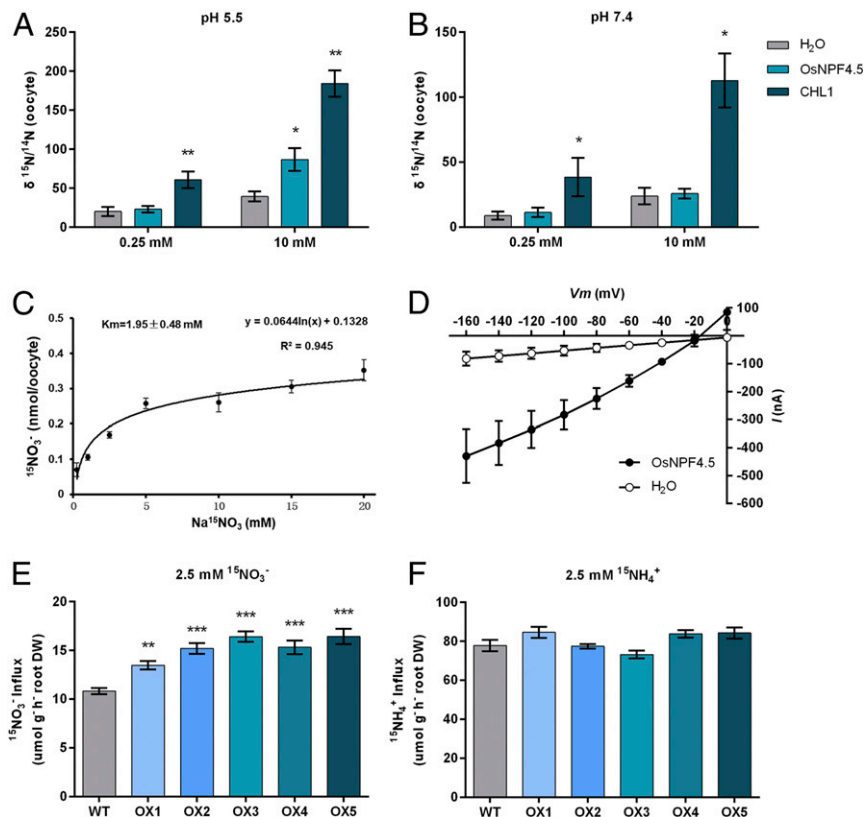 A
pH 5.5
δ ¹⁵N/¹⁴N (oocyte)
250
200
150
100
50
0
**
*
**
0.25 mM
10 mM
B
pH 7.4
δ ¹⁵N/¹⁴N (oocyte)
150
100
50
0
*
*
0.25 mM
10 mM
H₂O
OsNPF4.5
CHL1
C
Km=1.95±0.48 mM
y = 0.0644ln(x) + 0.1328
R² = 0.945
¹⁵NO₃⁻ (nmol/oocyte)
0.5
0.4
0.3
0.2
0.1
0
0 5 10 15 20
Na¹⁵NO₃ (mM)
D
Vm (mV)
-160 -140 -120 -100 -80 -60 -40 -20 0
100
-100
-200
-300
-400
-500
-600
I (nA)
OsNPF4.5
H₂O
E
2.5 mM ¹⁵NO₃⁻
¹⁵NO₃⁻ Influx
(umol g⁻h⁻ root DW)
20
15
10
5
0
** *** *** *** ***
WT OX1 OX2 OX3 OX4 OX5
F
2.5 mM ¹⁵NH₄⁺
¹⁵NH₄⁺ Influx
(umol g⁻h⁻ root DW)
100
80
60
40
20
0
WT OX1 OX2 OX3 OX4 OX5